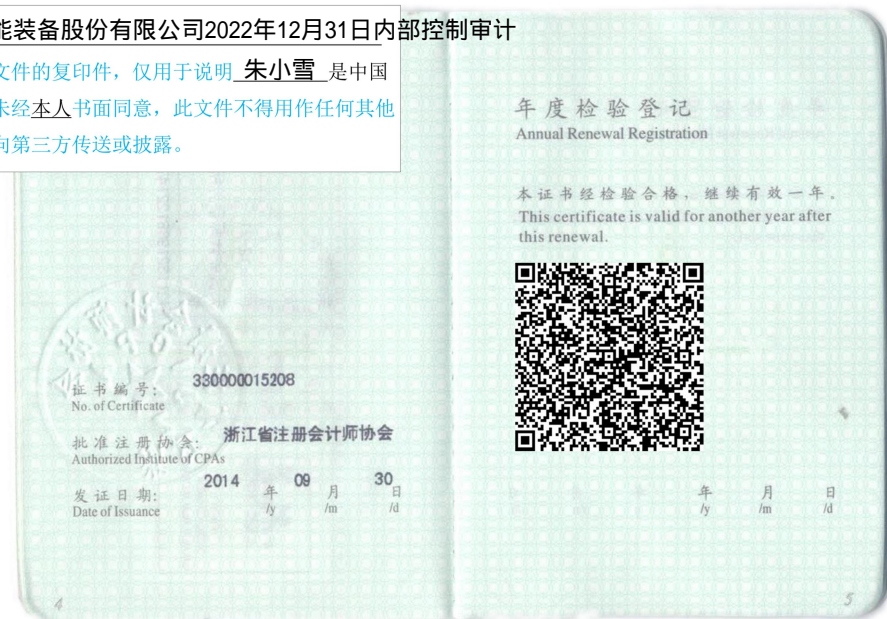 能装备股份有限公司2022年12月31日内部控制审计
文件的复印件，仅用于说明 朱小雪 是中国
未经本人书面同意，此文件不得用作任何其他
向第三方传送或披露。
证书编号: 330000015208
No. of Certificate
批准注册协会: 浙江省注册会计师协会
Authorized Institute of CPAs
发证日期: 2014 年 09 月 30 日
Date of Issuance /y /m /d
4
年度检验登记
Annual Renewal Registration
本证书经检验合格，继续有效一年。
This certificate is valid for another year after
this renewal.
年 月 日
/y /m /d
5